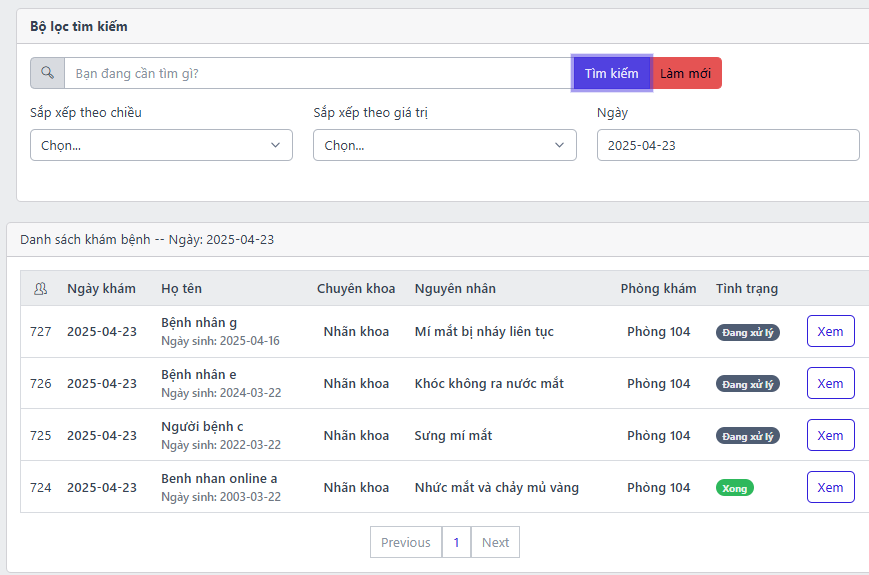 Bộ lọc tìm kiếm
Bạn đang cần tìm gì? Tìm kiếm Làm mới
Sắp xếp theo chiều Sắp xếp theo giá trị Ngày
Chọn... Chọn... 2025-04-23
Danh sách khám bệnh -- Ngày: 2025-04-23
Ngày khám Họ tên Chuyên khoa Nguyên nhân Phòng khám Tình trạng
727 2025-04-23 Bệnh nhân g Nhãn khoa Mí mắt bị nháy liên tục Phòng 104 Đang xử lý Xem
Ngày sinh: 2025-04-16
726 2025-04-23 Bệnh nhân e Nhãn khoa Khóc không ra nước mắt Phòng 104 Đang xử lý Xem
Ngày sinh: 2024-03-22
725 2025-04-23 Người bệnh c Nhãn khoa Sưng mí mắt Phòng 104 Đang xử lý Xem
Ngày sinh: 2022-03-22
724 2025-04-23 Benh nhan online a Nhãn khoa Nhức mắt và chảy mủ vàng Phòng 104 Xong Xem
Ngày sinh: 2003-03-22
Previous 1 Next